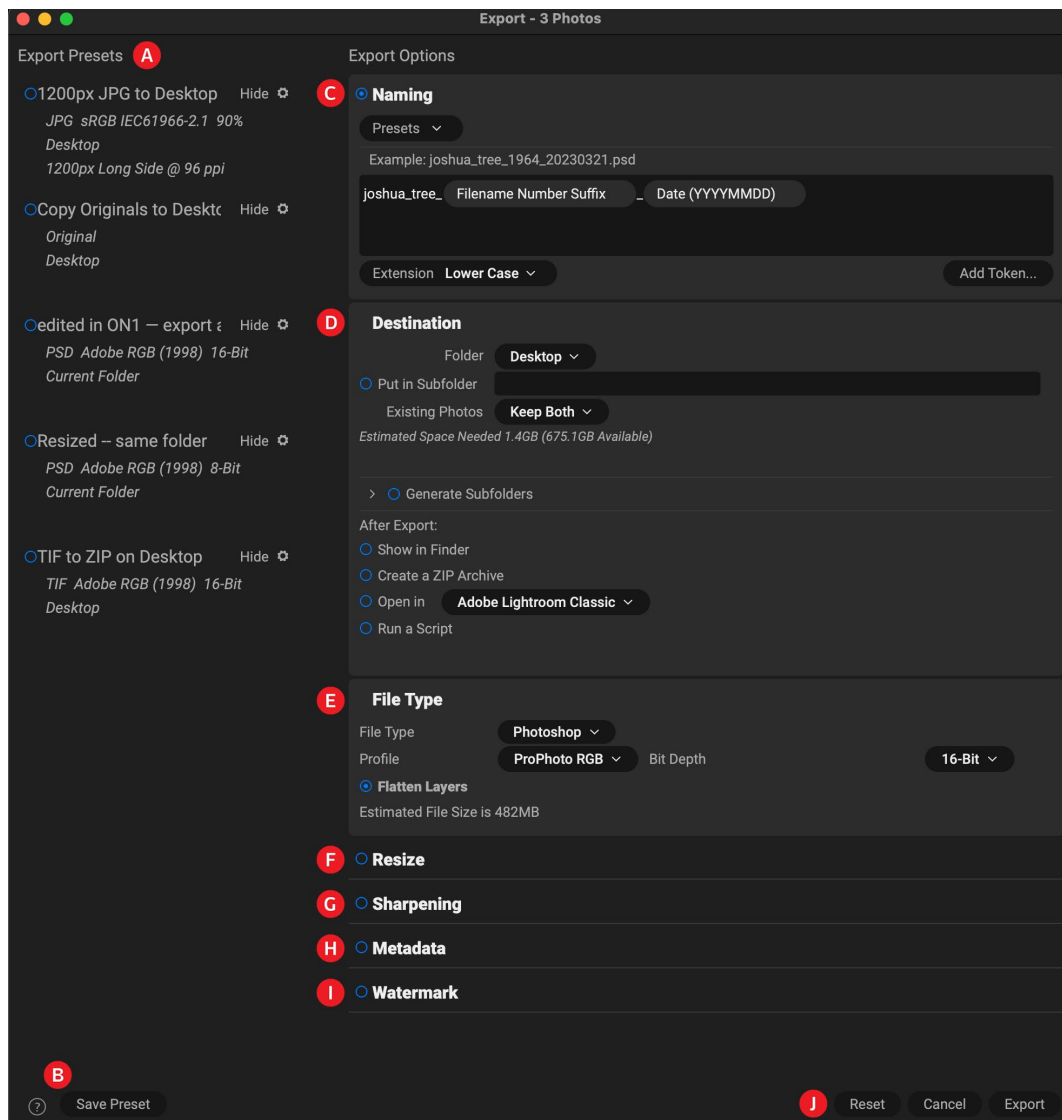 Export - 3 Photos
Export Presets A
1200px JPG to Desktop Hide
JPG sRGB IEC61966-2.1 90%
Desktop
1200px Long Side @ 96 ppi
Copy Originals to Deskto Hide
Original
Desktop
edited in ON1 — export a Hide
PSD Adobe RGB (1998) 16-Bit
Current Folder
Resized -- same folder Hide
PSD Adobe RGB (1998) 8-Bit
Current Folder
TIF to ZIP on Desktop Hide
TIF Adobe RGB (1998) 16-Bit
Desktop
B
? Save Preset
Export Options
C Naming
Presets
Example: joshua_tree_1964_20230321.psd
joshua_tree_ Filename Number Suffix _ Date (YYYYMMDD)
Extension Lower Case Add Token...
D Destination
Folder Desktop
Put in Subfolder
Existing Photos Keep Both
Estimated Space Needed 1.4GB (675.1GB Available)
> Generate Subfolders
After Export:
Show in Finder
Create a ZIP Archive
Open in Adobe Lightroom Classic
Run a Script
E File Type
File Type Photoshop
Profile ProPhoto RGB Bit Depth 16-Bit
Flatten Layers
Estimated File Size is 482MB
F Resize
G Sharpening
H Metadata
I Watermark
J Reset Cancel Export